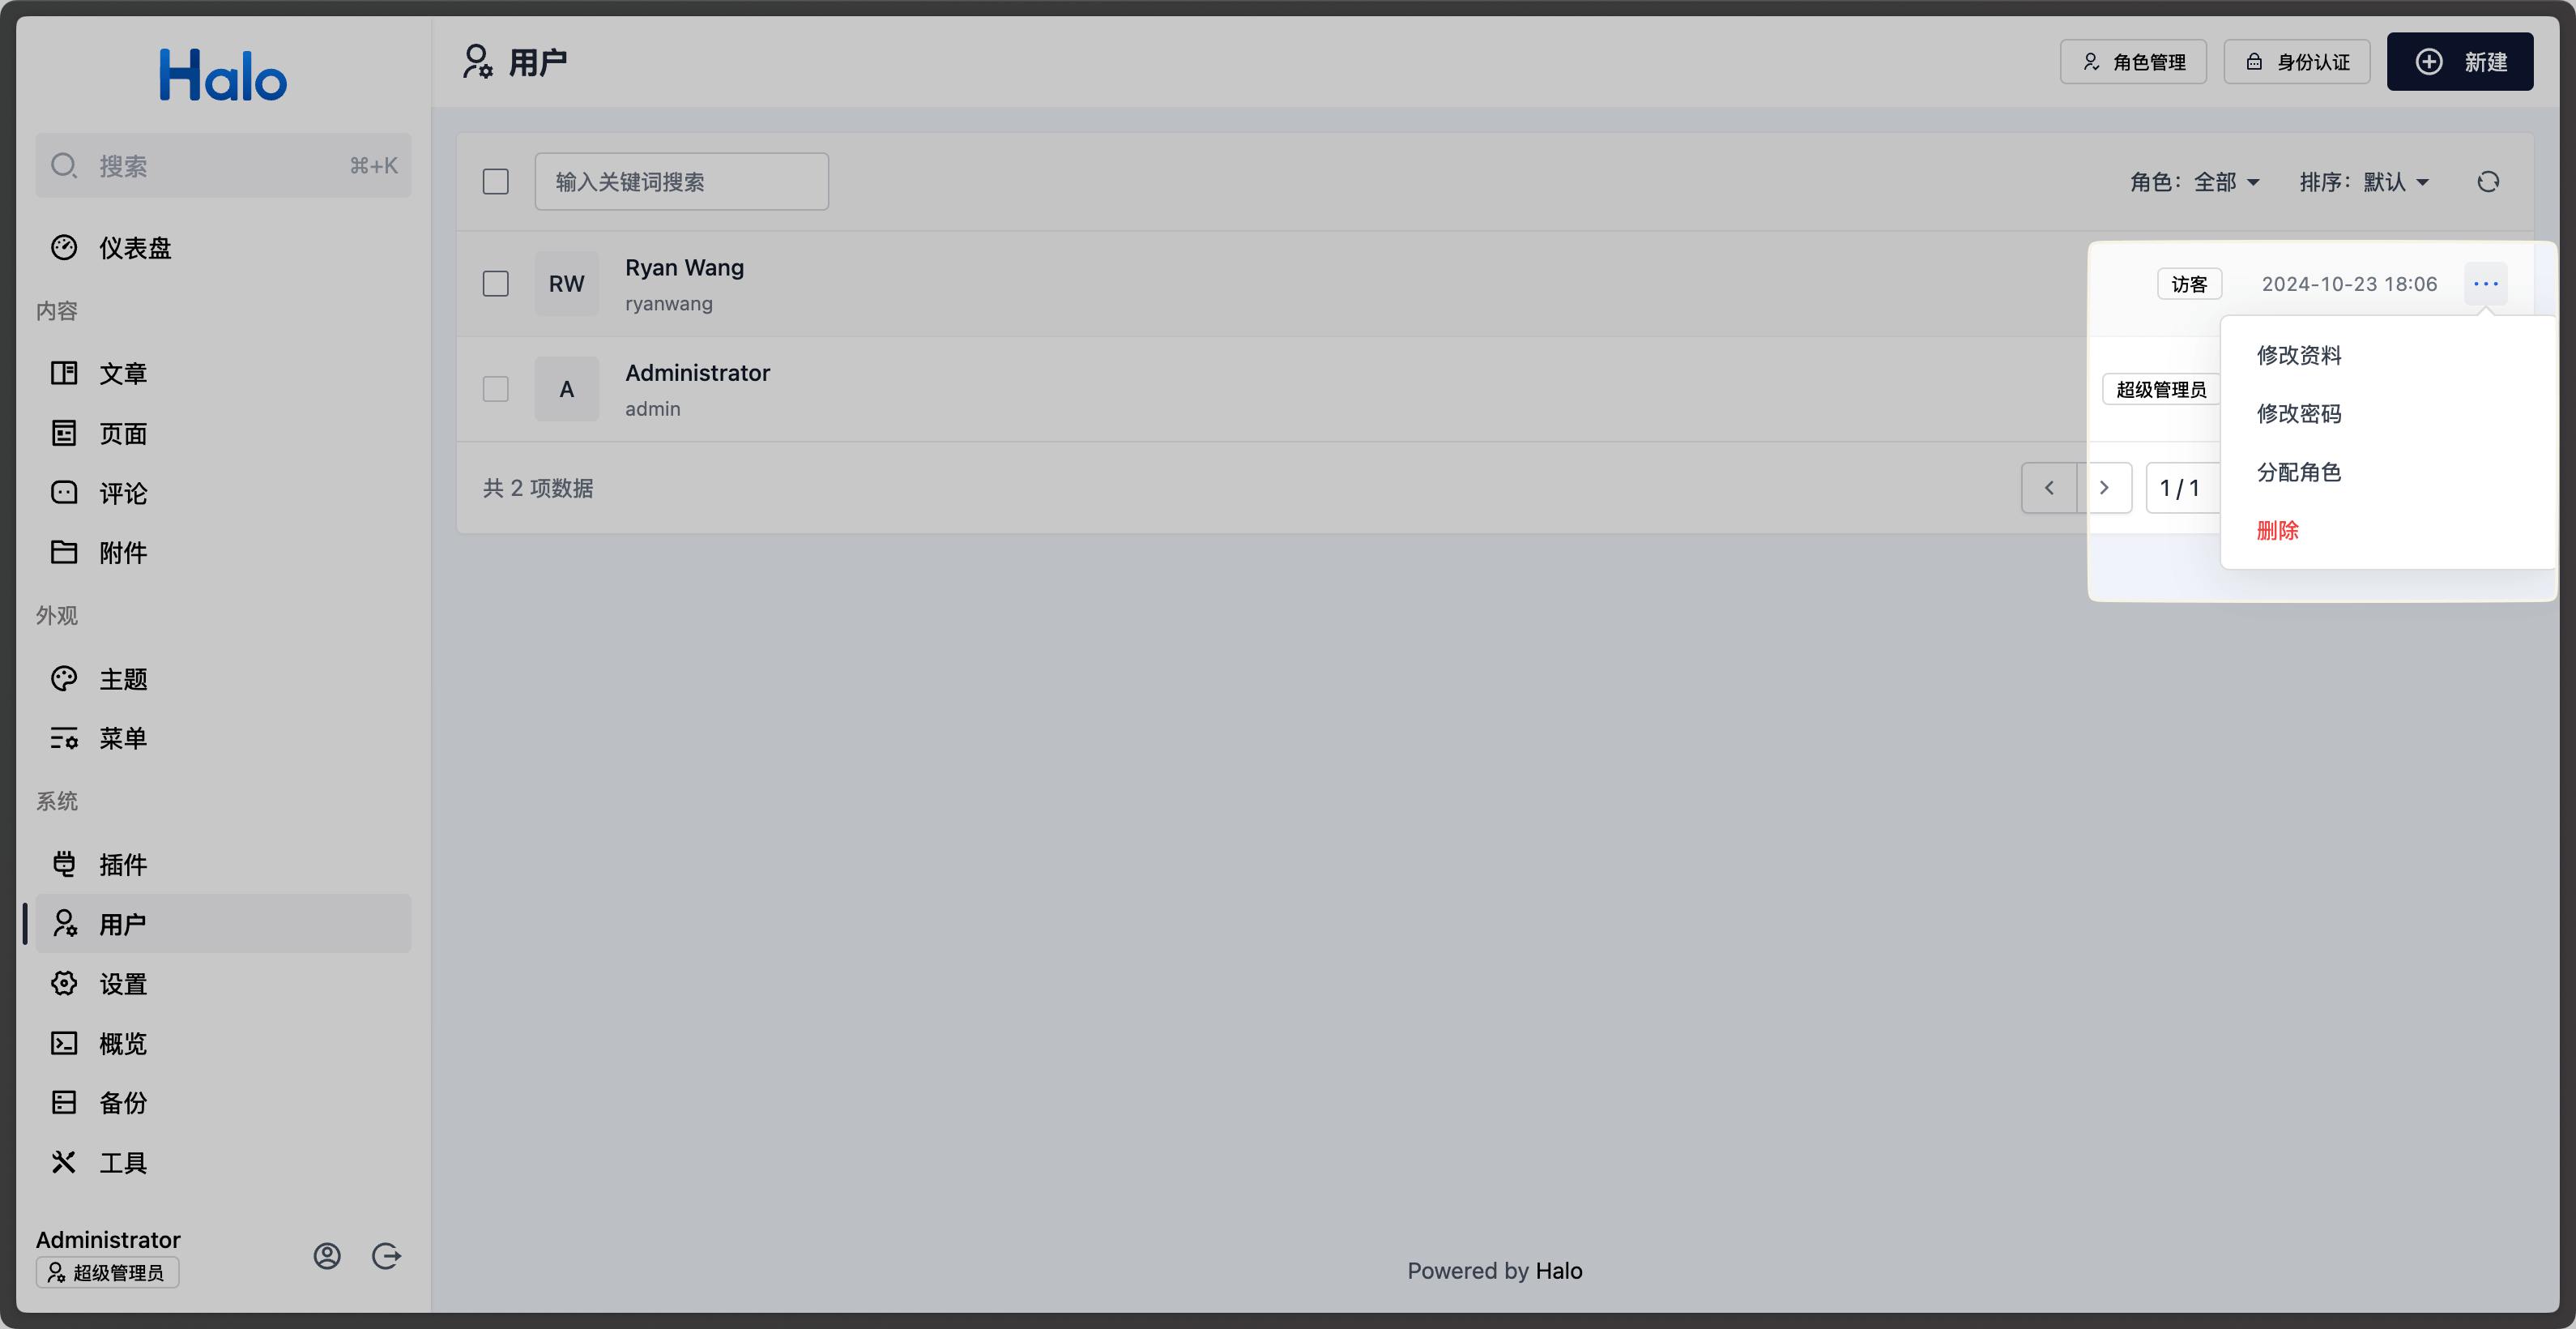 Halo
搜索 ⌘+K
仪表盘
内容
文章
页面
评论
附件
外观
主题
菜单
系统
插件
用户
设置
概览
备份
工具
Administrator
超级管理员
用户
角色管理 身份认证 新建
输入关键词搜索 角色：全部 排序：默认
RW Ryan Wang 访客 2024-10-23 18:06
ryanwang
A Administrator 超级管理员
admin
共 2 项数据 1 / 1
修改资料
修改密码
分配角色
删除
Powered by Halo